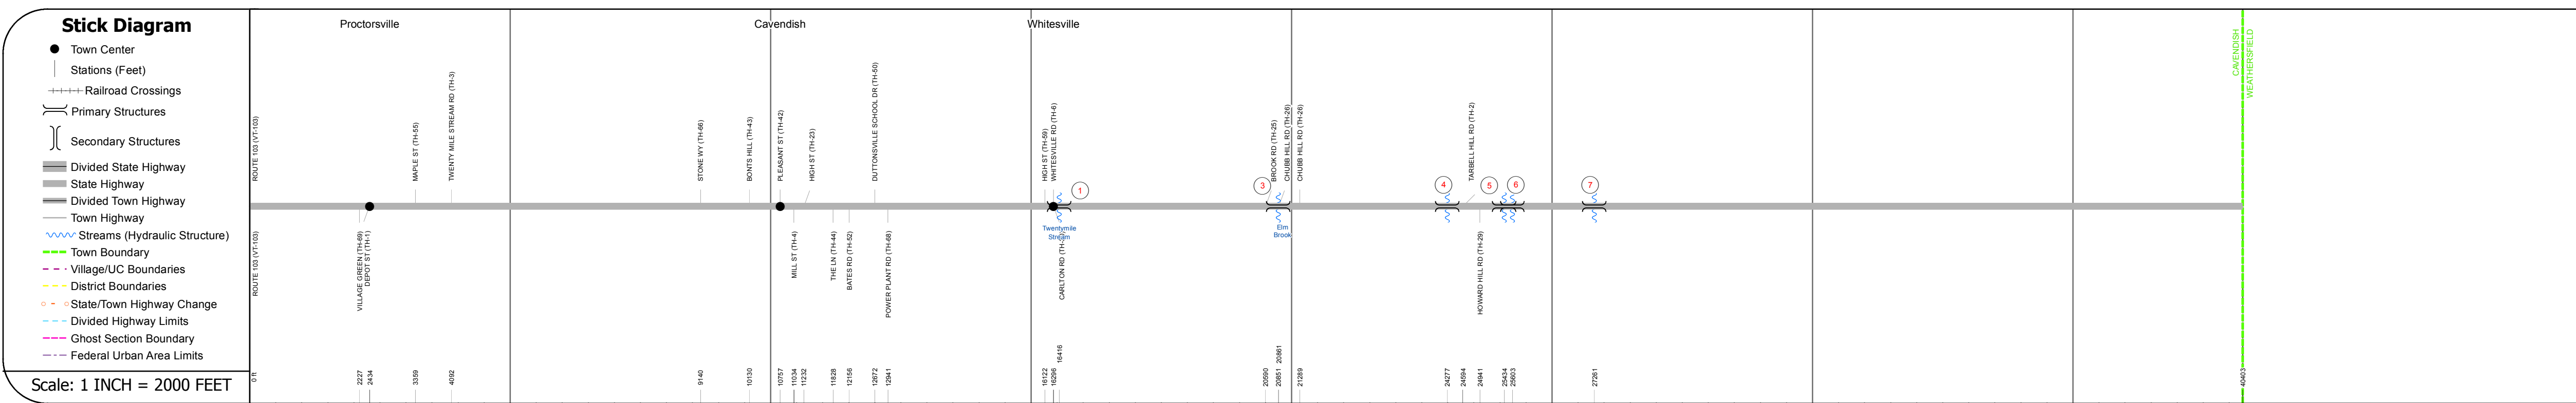 Stick Diagram
Town Center
Stations (Feet)
Railroad Crossings
Primary Structures
Secondary Structures
Divided State Highway
State Highway
Divided Town Highway
Town Highway
Streams (Hydraulic Structure)
Town Boundary
Village/UC Boundaries
District Boundaries
State/Town Highway Change
Divided Highway Limits
Ghost Section Boundary
Federal Urban Area Limits
Scale: 1 INCH = 2000 FEET
Proctorsville
Cavendish
Whitesville
ROUTE 103 (VT-103)
MAPLE ST (TH-55)
TWENTY MILE STREAM RD (TH-3)
STONE WY (TH-66)
BONTS HILL (TH-43)
PLEASANT ST (TH-42)
HIGH ST (TH-23)
DUTTONSVILLE SCHOOL DR (TH-50)
HIGH ST (TH-59)
WHITESVILLE RD (TH-6)
BROOK RD (TH-25)
CHUBB HILL RD (TH-26)
CHUBB HILL RD (TH-26)
TARBELL HILL RD (TH-2)
CAVENDISH
WEATHERSFIELD
1
3
4
5
6
7
ROUTE 103 (VT-103)
VILLAGE GREEN (TH-69)
DEPOT ST (TH-1)
MILL ST (TH-4)
THE LN (TH-44)
BATES RD (TH-52)
POWER PLANT RD (TH-68)
Twentymile
Stream
CARLTON RD
Elm
Brook
HOWARD HILL RD (TH-29)
0 ft
2227
2434
3359
4092
9140
10130
10757
11034
11232
11828
12156
12672
12941
16122
16296
16416
20590
20851
20861
21289
24277
24594
24941
25434
25603
27261
40403